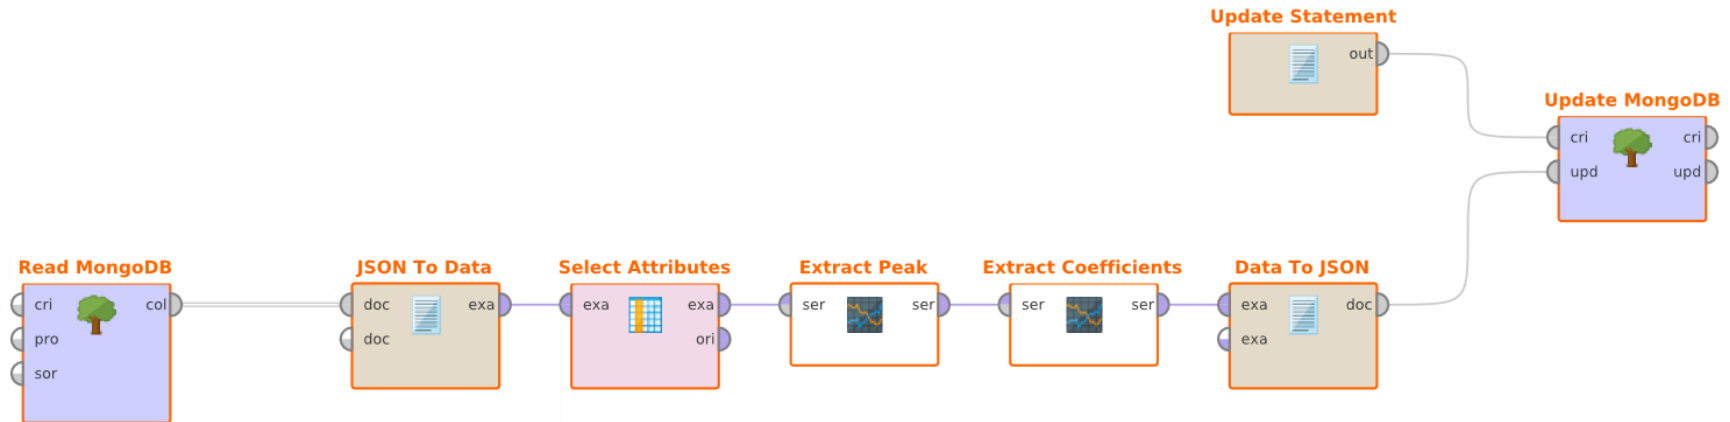 Update Statement
out
Update MongoDB
cri cri
upd upd
Read MongoDB
cri col
pro
sor
JSON To Data
doc exa
doc
Select Attributes
exa exa
ori
Extract Peak
ser ser
Extract Coefficients
ser ser
Data To JSON
exa doc
exa